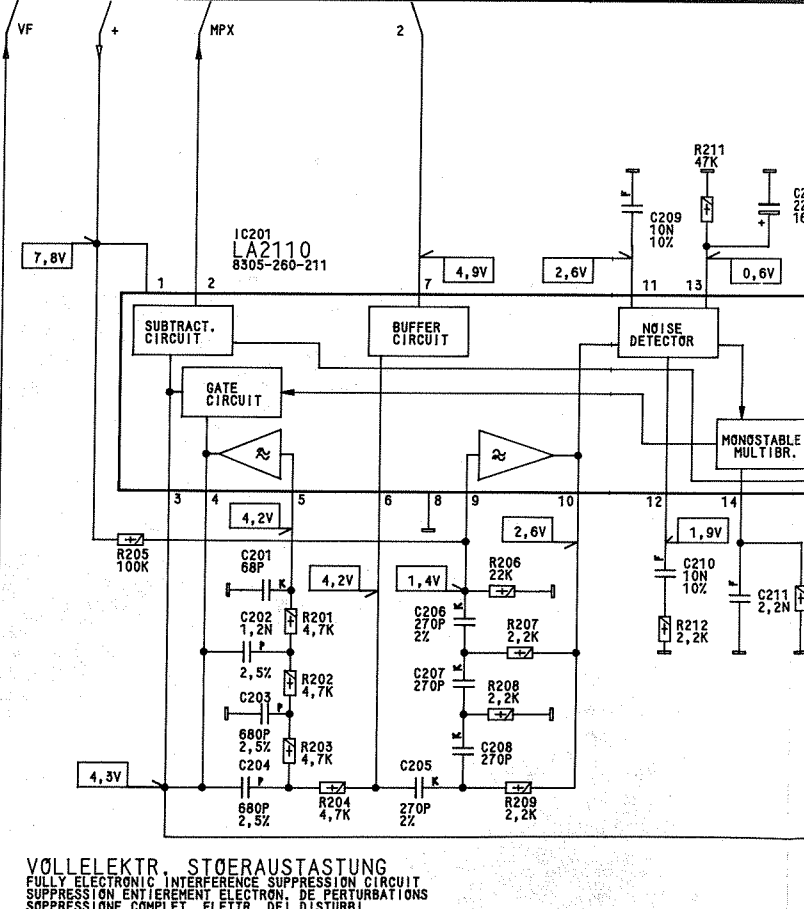 VF
+
MPX
2
R211
47K
C209
10N
10%
+
IC201
LA2110
8305-260-211
7,8V
4,9V
2,6V
0,6V
1
2
7
11
13
SUBTRACT.
CIRCUIT
BUFFER
CIRCUIT
NOISE
DETECTOR
GATE
CIRCUIT
MONOSTABLE
MULTIBR.
3
4
5
6
8
9
10
12
14
4,2V
2,6V
1,9V
R205
100K
C201
68P
K
4,2V
1,4V
R206
22K
F
C210
10N
10%
F
C211
2,2N
C202
1,2N
P
2,5%
R201
4,7K
C206
270P
2%
K
R207
2,2K
R212
2,2K
R202
4,7K
C207
270P
K
R208
2,2K
C203
P
680P
2,5%
R203
4,7K
K
C208
270P
4,3V
C204
P
680P
2,5%
R204
4,7K
C205
K
270P
2%
R209
2,2K
VOLLELEKTR. STOERAUSTASTUNG
FULLY ELECTRONIC INTERFERENCE SUPPRESSION CIRCUIT
SUPPRESSION ENTIEREMENT ELECTRON. DE PERTURBATIONS
SOPPRESSIONE COMPLET. ELETTR. DEI DISTURBI